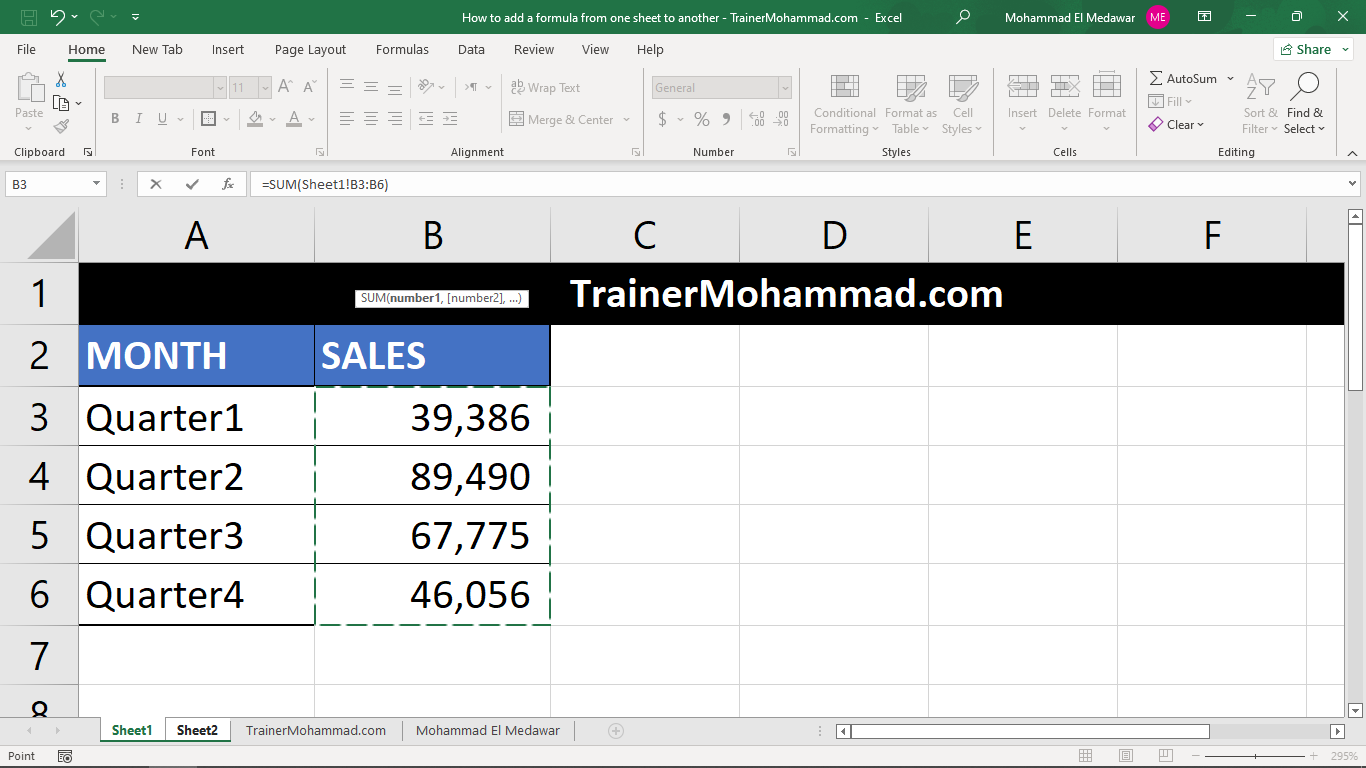 How to add a formula from one sheet to another - TrainerMohammad.com - Excel
Mohammad El Medawar ME
File Home New Tab Insert Page Layout Formulas Data Review View Help Share
Paste
11
B I U
Wrap Text
Merge & Center
General
$ % 9
Conditional Formatting
Format as Table
Cell Styles
Insert
Delete
Format
AutoSum
Fill
Clear
Sort & Filter
Find & Select
Clipboard Font Alignment Number Styles Cells Editing
B3 fx =SUM(Sheet1!B3:B6)
A B C D E F
1 SUM(number1, [number2], ...) TrainerMohammad.com
2 MONTH SALES
3 Quarter1 39,386
4 Quarter2 89,490
5 Quarter3 67,775
6 Quarter4 46,056
7
8
Sheet1 Sheet2 TrainerMohammad.com Mohammad El Medawar
Point 295%